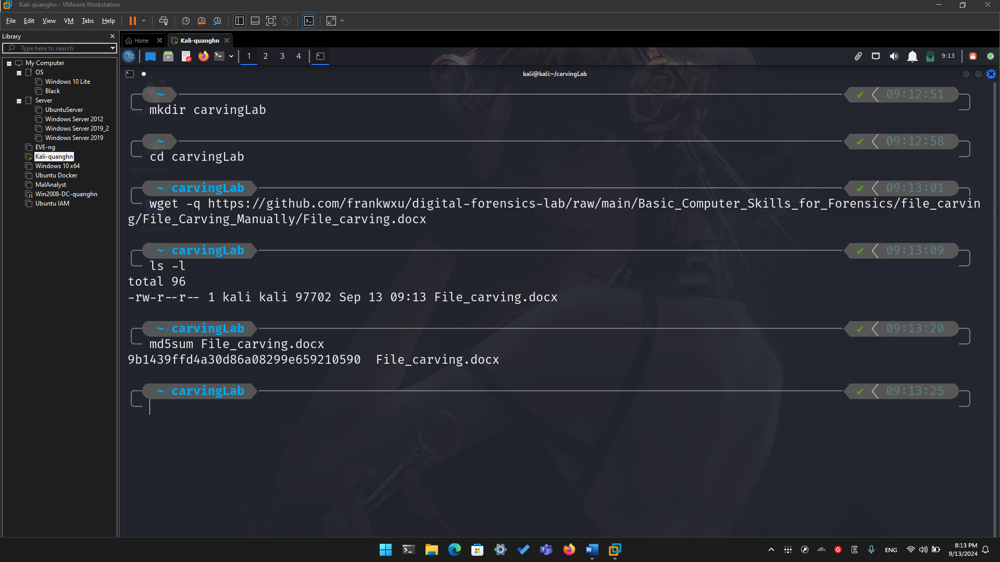 Kali-quanghn - VMware Workstation
File Edit View VM Tabs Help
Library
Type here to search
My Computer
OS
Windows 10 Lite
Black
Server
UbuntuServer
Windows Server 2012
Windows Server 2019_2
Windows Server 2019
EVE-ng
Kali-quanghn
Windows 10 x64
Ubuntu Docker
MalAnalyst
Win2008-DC-quanghn
Ubuntu IAM
Home Kali-quanghn
1 2 3 4 9:13
kali@kali:~/carvingLab
~ ✔ 09:12:51
mkdir carvingLab
~ ✔ 09:12:58
cd carvingLab
babyrev.ba...
~/carvingLab ✔ 09:13:01
wget -q https://github.com/frankwxu/digital-forensics-lab/raw/main/Basic_Computer_Skills_for_Forensics/file_carvin
g/File_Carving_Manually/File_carving.docx
Sudomy
~/carvingLab ✔ 09:13:09
ls -l
total 96
-rw-r--r-- 1 kali kali 97702 Sep 13 09:13 File_carving.docx
~/carvingLab ✔ 09:13:20
md5sum File_carving.docx
9b1439ffd4a30d86a08299e659210590  File_carving.docx
~/carvingLab ✔ 09:13:25
ENG
8:13 PM
9/13/2024